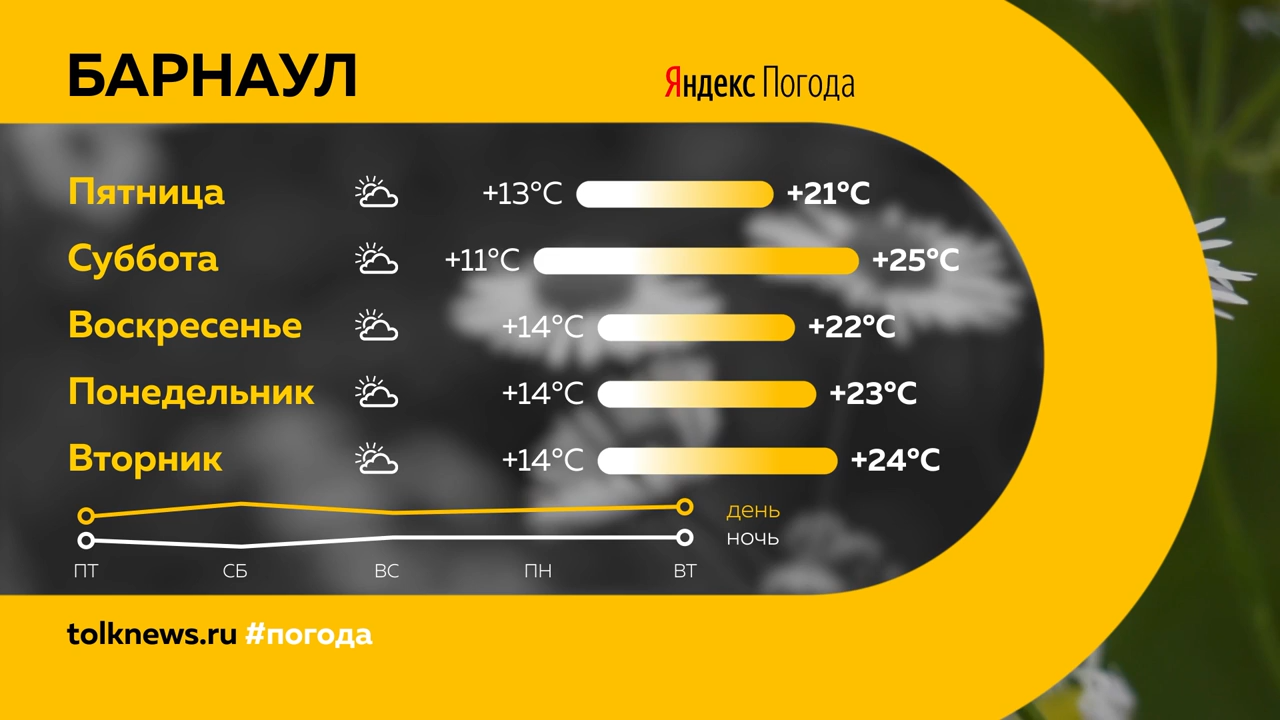 БАРНАУЛ
Яндекс Погода
Пятница +13°C +21°C
Суббота +11°C +25°C
Воскресенье +14°C +22°C
Понедельник +14°C +23°C
Вторник +14°C +24°C
день
ночь
ПТ СБ ВС ПН ВТ
tolknews.ru #погода